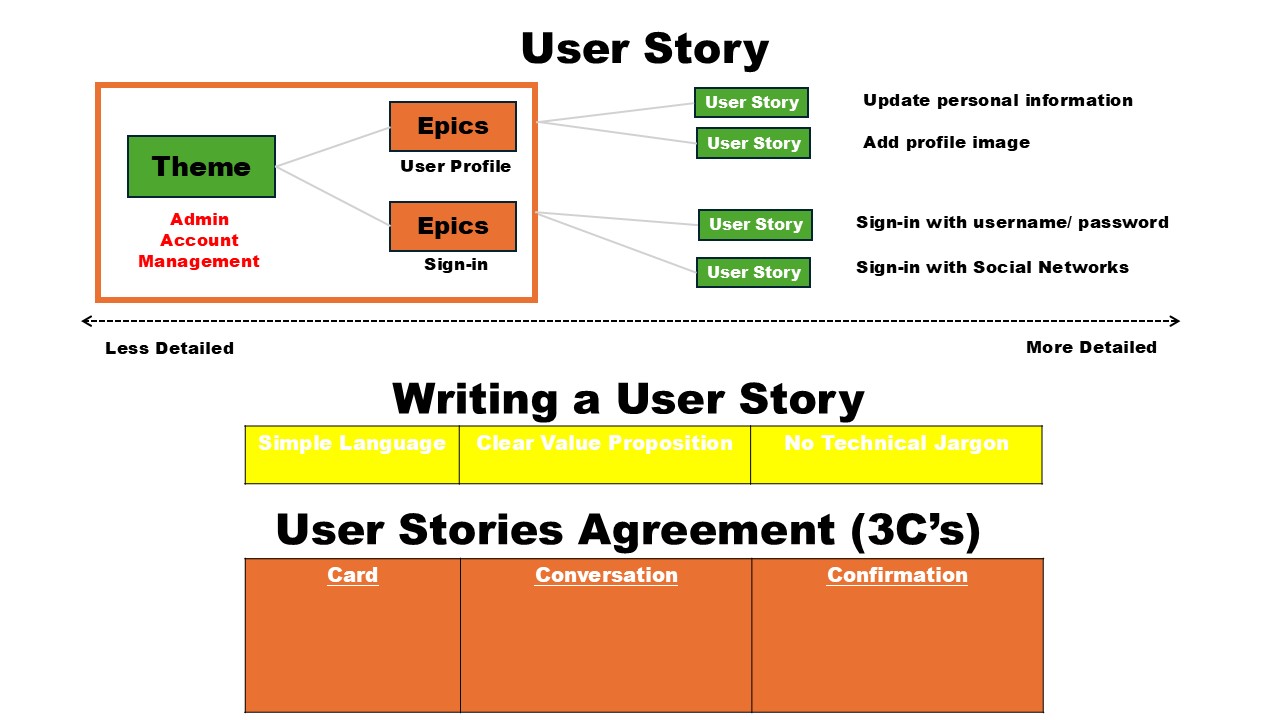 User Story
Theme
Admin
Account
Management
Epics
User Profile
Epics
Sign-in
User Story
Update personal information
User Story
Add profile image
User Story
Sign-in with username/ password
User Story
Sign-in with Social Networks
Less Detailed
More Detailed
Writing a User Story
Simple Language
Clear Value Proposition
No Technical Jargon
User Stories Agreement (3C’s)
Card
Conversation
Confirmation